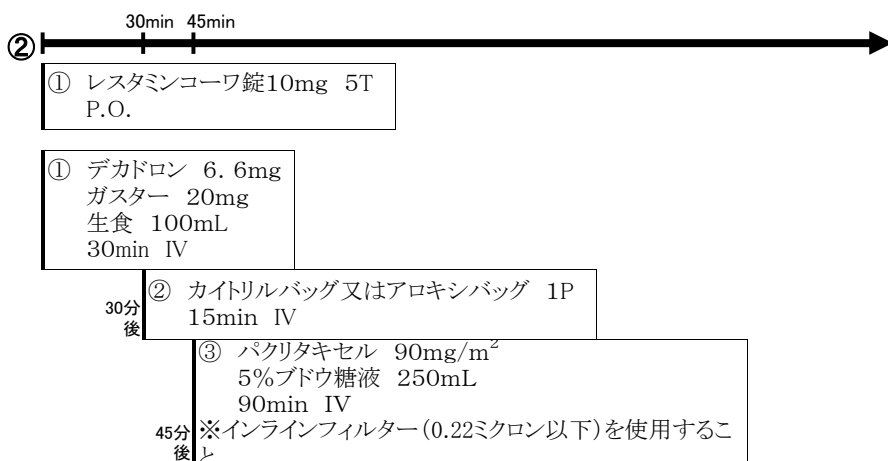 30min 45min
②
① レスタミンコーワ錠10mg 5T
P.O.
① デカドロン 6.6mg
ガスター 20mg
生食 100mL
30min IV
30分後
② カイトリルバッグ又はアロキシバッグ 1P
15min IV
45分後
③ パクリタキセル 90mg/m²
5%ブドウ糖液 250mL
90min IV
※インラインフィルター(0.22ミクロン以下)を使用するこ
と